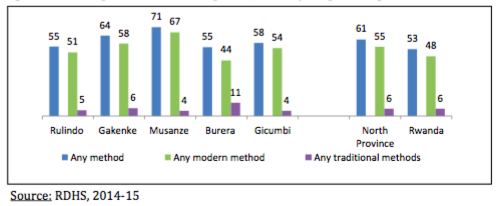 55 51 5 64 58 6 71 67 4 55 44 11 58 54 4 61 55 6 53 48 6
Rulindo Gakenke Musanze Burera Gicumbi North Province Rwanda
Any method Any modern method Any traditional methods
Source: RDHS, 2014-15